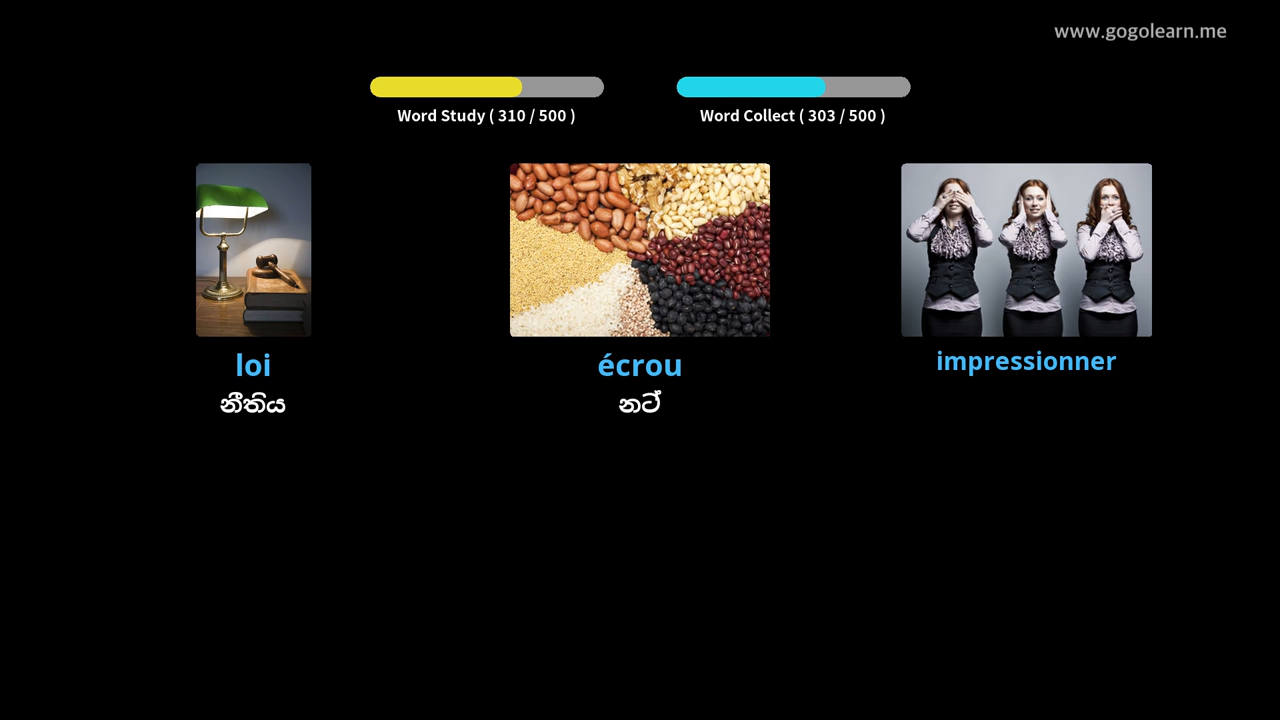 www.gogolearn.me
Word Study ( 310 / 500 )
Word Collect ( 303 / 500 )
loi
écrou
impressionner
නීතිය
නට්